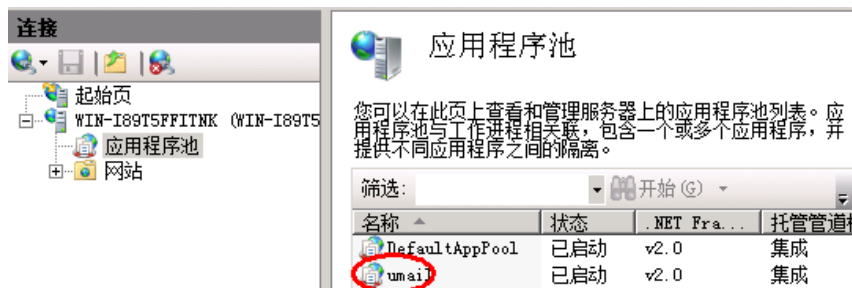 连接
起始页
WIN-I89T5FFITNK (WIN-I89T5
应用程序池
网站
应用程序池
您可以在此页上查看和管理服务器上的应用程序池列表。应
用程序池与工作进程相关联，包含一个或多个应用程序，并
提供不同应用程序之间的隔离。
筛选: 开始(G)
名称 状态 .NET Fra... 托管管道模
DefaultAppPool 已启动 v2.0 集成
umail 已启动 v2.0 集成